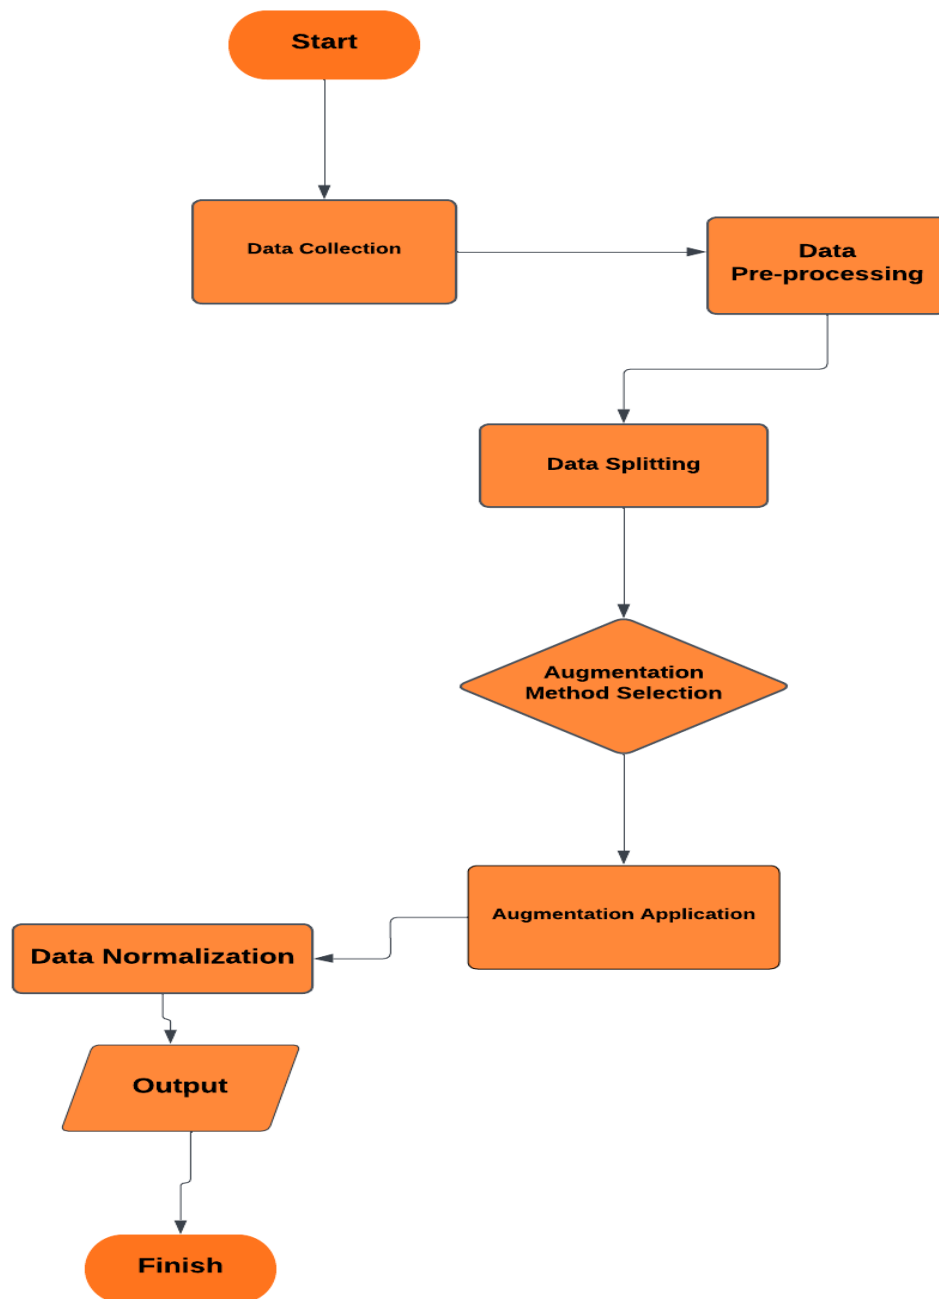 Start
Data Collection
Data
Pre-processing
Data Splitting
Augmentation
Method Selection
Augmentation Application
Data Normalization
Output
Finish